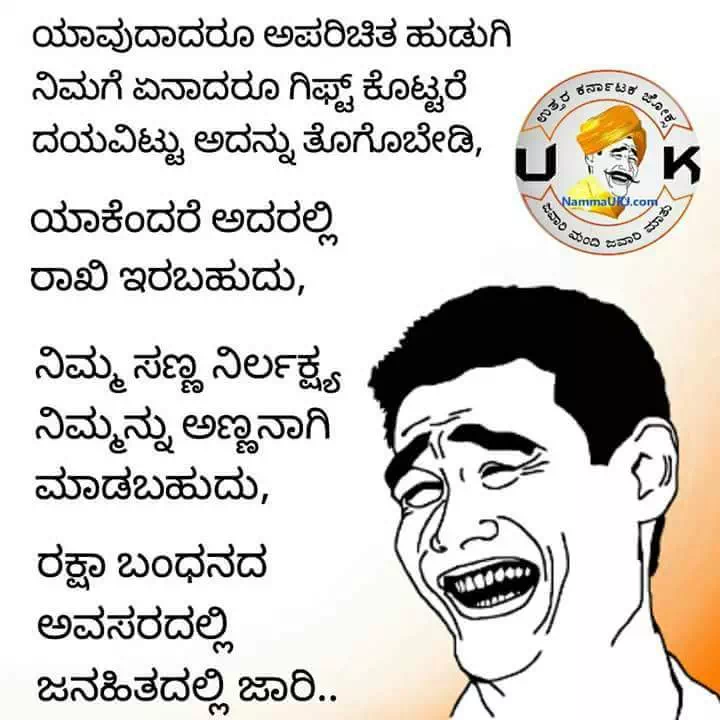 ಯಾವುದಾದರೂ ಅಪರಿಚಿತ ಹುಡುಗಿ
ನಿಮಗೆ ಏನಾದರೂ ಗಿಫ್ಟ್ ಕೊಟ್ಟರೆ
ದಯವಿಟ್ಟು ಅದನ್ನು ತೊಗೊಬೇಡಿ,
ಉತ್ತರ ಕರ್ನಾಟಕ ಜೋಕ್ಸ
U K
NammaUKJ.com
ಜವಾರಿ ಮಂದಿ ಜವಾರಿ ಮಾತು
ಯಾಕೆಂದರೆ ಅದರಲ್ಲಿ
ರಾಖಿ ಇರಬಹುದು,
ನಿಮ್ಮ ಸಣ್ಣ ನಿರ್ಲಕ್ಷ್ಯ
ನಿಮ್ಮನ್ನು ಅಣ್ಣನಾಗಿ
ಮಾಡಬಹುದು,
ರಕ್ಷಾ ಬಂಧನದ
ಅವಸರದಲ್ಲಿ
ಜನಹಿತದಲ್ಲಿ ಜಾರಿ..